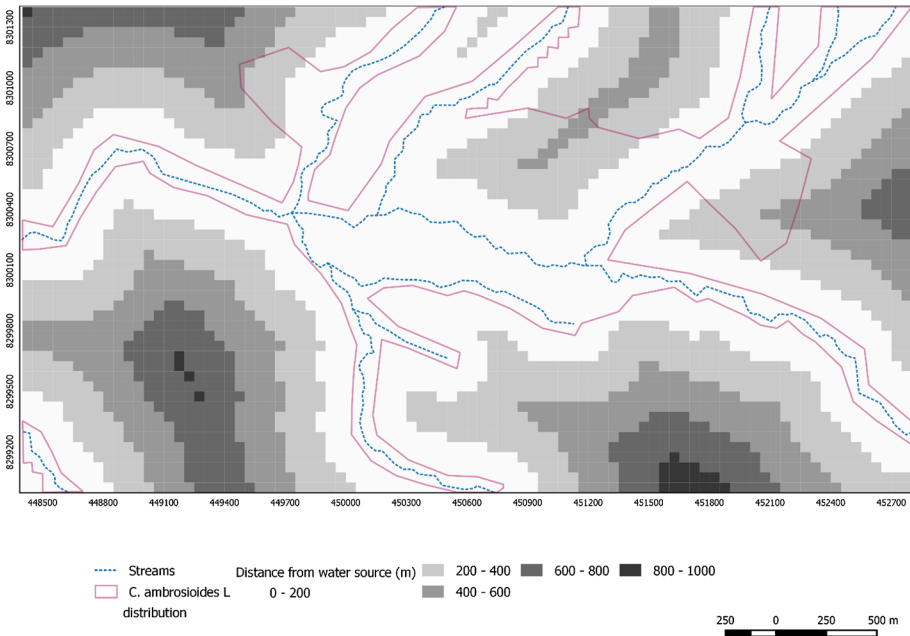 8301300
8301000
8300700
8300400
8300100
8299800
8299500
8299200
448500 448800 449100 449400 449700 450000 450300 450600 450900 451200 451500 451800 452100 452400 452700
Streams Distance from water source (m) 200 - 400 600 - 800 800 - 1000
C. ambrosioides L 0 - 200 400 - 600
distribution
250 0 250 500 m